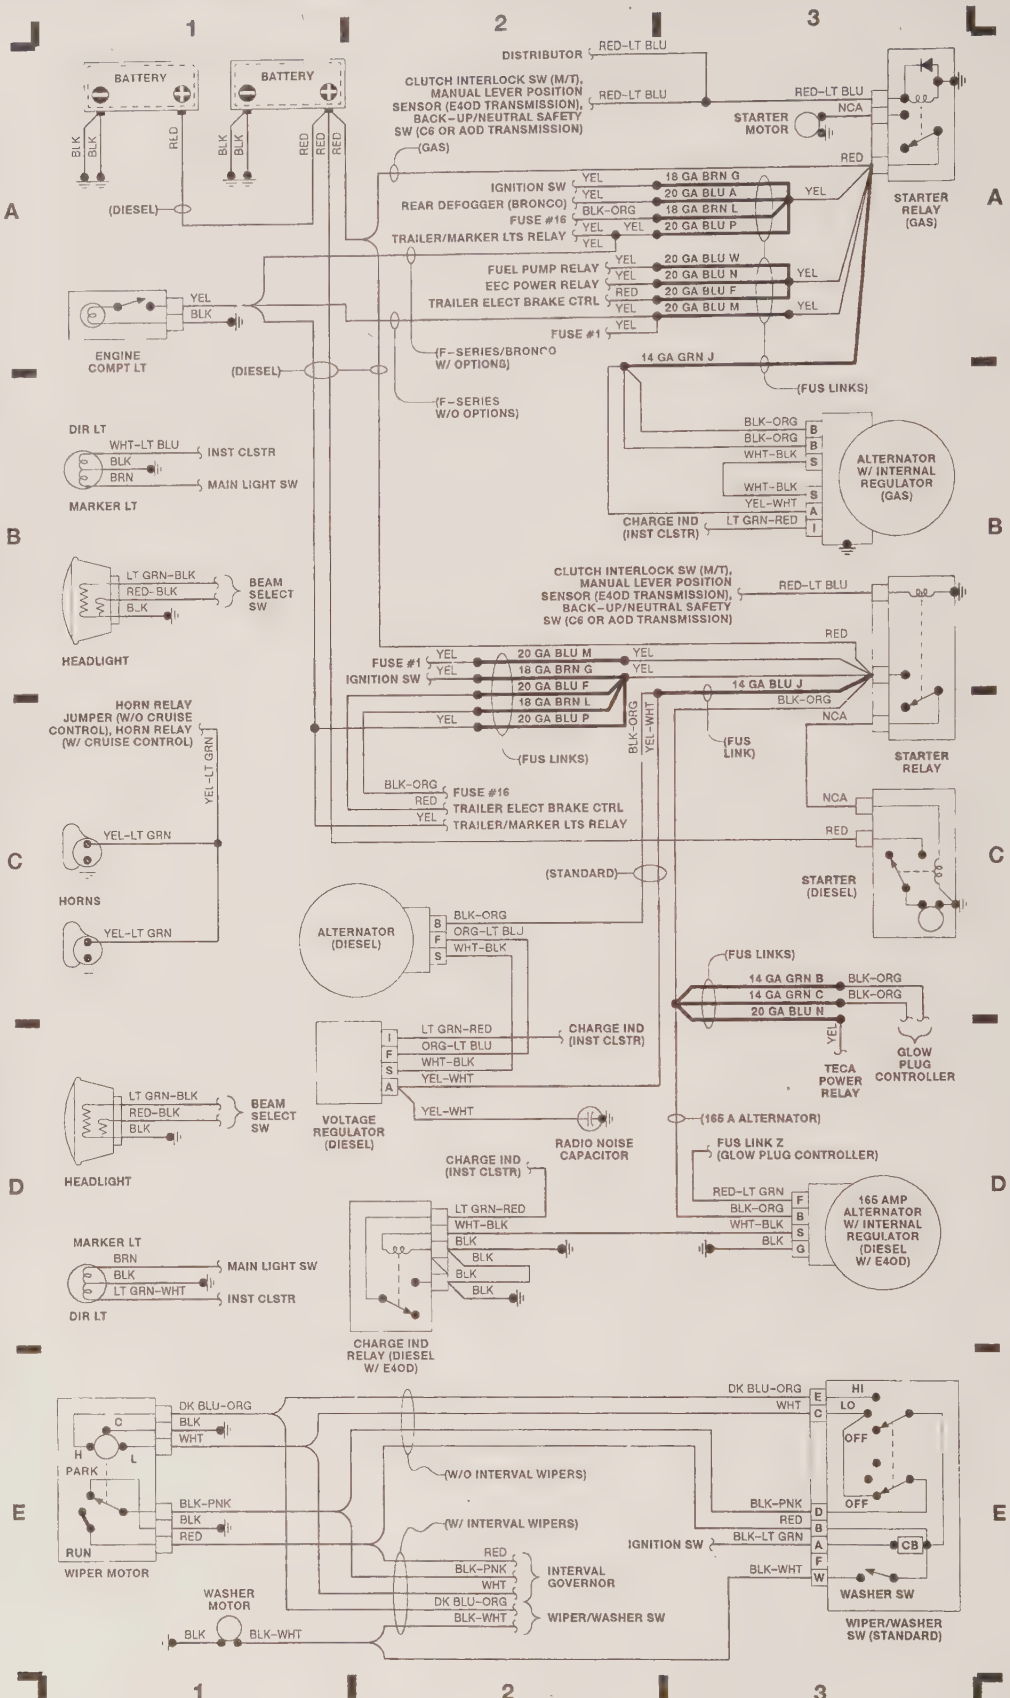 1 2 3
BATTERY BATTERY
BLK BLK RED BLK BLK RED RED RED
(DIESEL)
(GAS)
DISTRIBUTOR RED-LT BLU
CLUTCH INTERLOCK SW (M/T),
MANUAL LEVER POSITION
SENSOR (E4OD TRANSMISSION),
BACK-UP/NEUTRAL SAFETY
SW (C6 OR AOD TRANSMISSION)
RED-LT BLU RED-LT BLU
NCA
STARTER
MOTOR
RED
STARTER
RELAY
(GAS)
A A
IGNITION SW YEL 18 GA BRN G
REAR DEFOGGER (BRONCO) YEL 20 GA BLU A YEL
FUSE #16 BLK-ORG 18 GA BRN L
TRAILER/MARKER LTS RELAY YEL YEL 20 GA BLU P
YEL
FUEL PUMP RELAY YEL 20 GA BLU W
EEC POWER RELAY YEL 20 GA BLU N YEL
TRAILER ELECT BRAKE CTRL RED 20 GA BLU F
YEL 20 GA BLU M YEL
FUSE #1 YEL
YEL
BLK
ENGINE
COMPT LT
(DIESEL)
(F-SERIES/BRONCO
W/ OPTIONS)
(F-SERIES
W/O OPTIONS)
14 GA GRN J
(FUS LINKS)
DIR LT
WHT-LT BLU INST CLSTR
BLK
BRN MAIN LIGHT SW
MARKER LT
BLK-ORG B
BLK-ORG B
WHT-BLK S
WHT-BLK S
YEL-WHT A
LT GRN-RED I
CHARGE IND
(INST CLSTR)
ALTERNATOR
W/ INTERNAL
REGULATOR
(GAS)
B B
LT GRN-BLK
RED-BLK
BLK
BEAM
SELECT
SW
HEADLIGHT
CLUTCH INTERLOCK SW (M/T),
MANUAL LEVER POSITION
SENSOR (E4OD TRANSMISSION),
BACK-UP/NEUTRAL SAFETY
SW (C6 OR AOD TRANSMISSION)
RED-LT BLU
RED
FUSE #1 YEL 20 GA BLU M YEL
IGNITION SW YEL 18 GA BRN G YEL
20 GA BLU F 14 GA BLU J
18 GA BRN L BLK-ORG
YEL 20 GA BLU P
BLK-ORG YEL-WHT
NCA
(FUS LINKS)
(FUS
LINK)
STARTER
RELAY
HORN RELAY
JUMPER (W/O CRUISE
CONTROL), HORN RELAY
(W/ CRUISE CONTROL)
YEL-LT GRN
BLK-ORG FUSE #16
RED TRAILER ELECT BRAKE CTRL
YEL TRAILER/MARKER LTS RELAY
NCA
RED
STARTER
(DIESEL)
C C
YEL-LT GRN
HORNS
YEL-LT GRN
(STANDARD)
ALTERNATOR
(DIESEL)
B BLK-ORG
F ORG-LT BLU
S WHT-BLK
(FUS LINKS)
14 GA GRN B BLK-ORG
14 GA GRN C BLK-ORG
20 GA BLU N
YEL
TECA
POWER
RELAY
GLOW
PLUG
CONTROLLER
I LT GRN-RED
F ORG-LT BLU
S WHT-BLK
A YEL-WHT
YEL-WHT
CHARGE IND
(INST CLSTR)
VOLTAGE
REGULATOR
(DIESEL)
RADIO NOISE
CAPACITOR
(165 A ALTERNATOR)
LT GRN-BLK
RED-BLK
BLK
BEAM
SELECT
SW
HEADLIGHT
CHARGE IND
(INST CLSTR)
FUS LINK Z
(GLOW PLUG CONTROLLER)
D D
RED-LT GRN F
BLK-ORG B
WHT-BLK S
BLK G
165 AMP
ALTERNATOR
W/ INTERNAL
REGULATOR
(DIESEL
W/ E4OD)
LT GRN-RED
WHT-BLK
BLK
BLK
BLK
BLK
CHARGE IND
RELAY (DIESEL
W/ E4OD)
MARKER LT
BRN MAIN LIGHT SW
BLK
LT GRN-WHT INST CLSTR
DIR LT
DK BLU-ORG
BLK
WHT
C
H L
PARK
BLK-PNK
BLK
RED
RUN
WIPER MOTOR
(W/O INTERVAL WIPERS)
(W/ INTERVAL WIPERS)
DK BLU-ORG E HI
WHT C LO
OFF
OFF
BLK-PNK D
RED B
IGNITION SW BLK-LT GRN A CB
F
BLK-WHT W
WASHER SW
WIPER/WASHER
SW (STANDARD)
E E
RED
BLK-PNK
WHT
INTERVAL
GOVERNOR
DK BLU-ORG
BLK-WHT
WIPER/WASHER SW
WASHER
MOTOR
BLK BLK-WHT
1 2 3